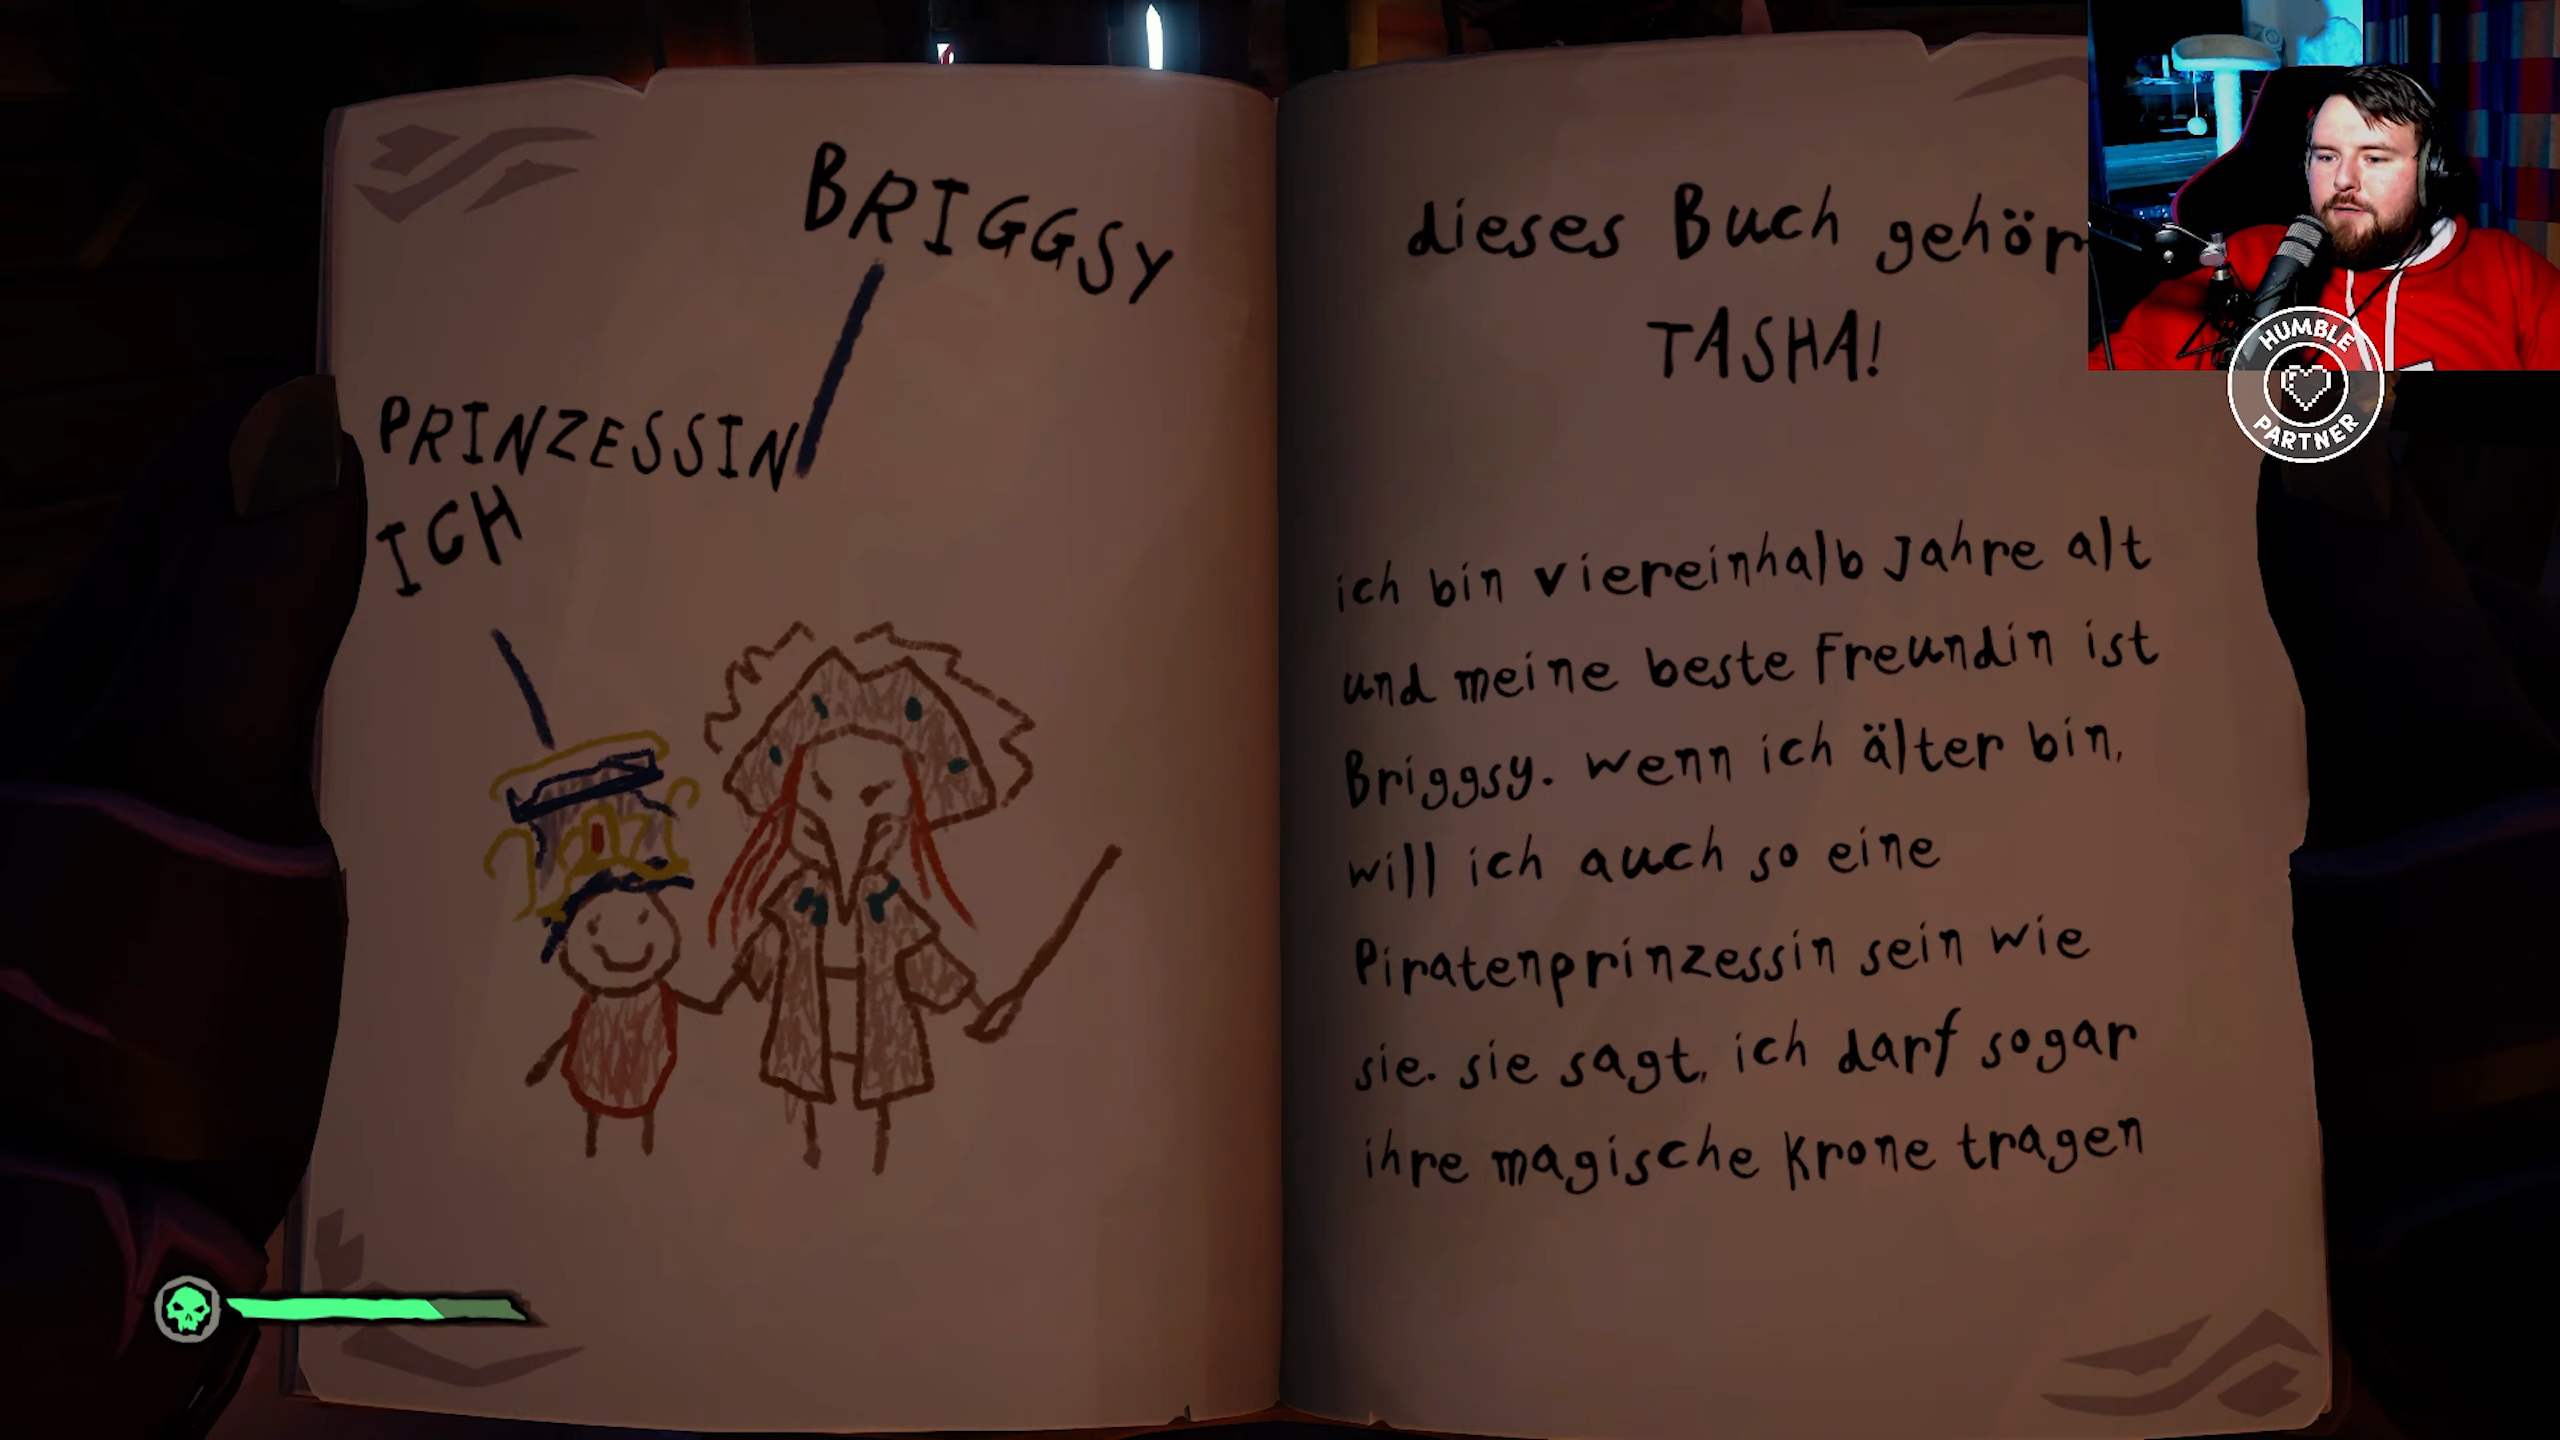 BRIGGSY
PRINZESSIN
ICH
dieses Buch
TASHA!
ich bin viereinhalb Jahre alt
und meine beste Freundin ist
Briggsy. wenn ich älter bin,
will ich auch so eine
Piratenprinzessin sein wie
sie. sie sagt, ich darf sogar
ihre magische Krone tragen
HUMBLE
PARTNER